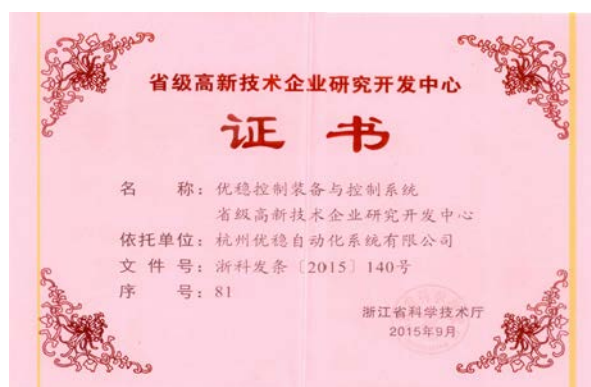 省级高新技术企业研究开发中心
证 书
名 称：优稳控制装备与控制系统
省级高新技术企业研究开发中心
依托单位：杭州优稳自动化系统有限公司
文 件 号：浙科发条〔2015〕140号
序 号：81
浙江省科学技术厅
2015年9月